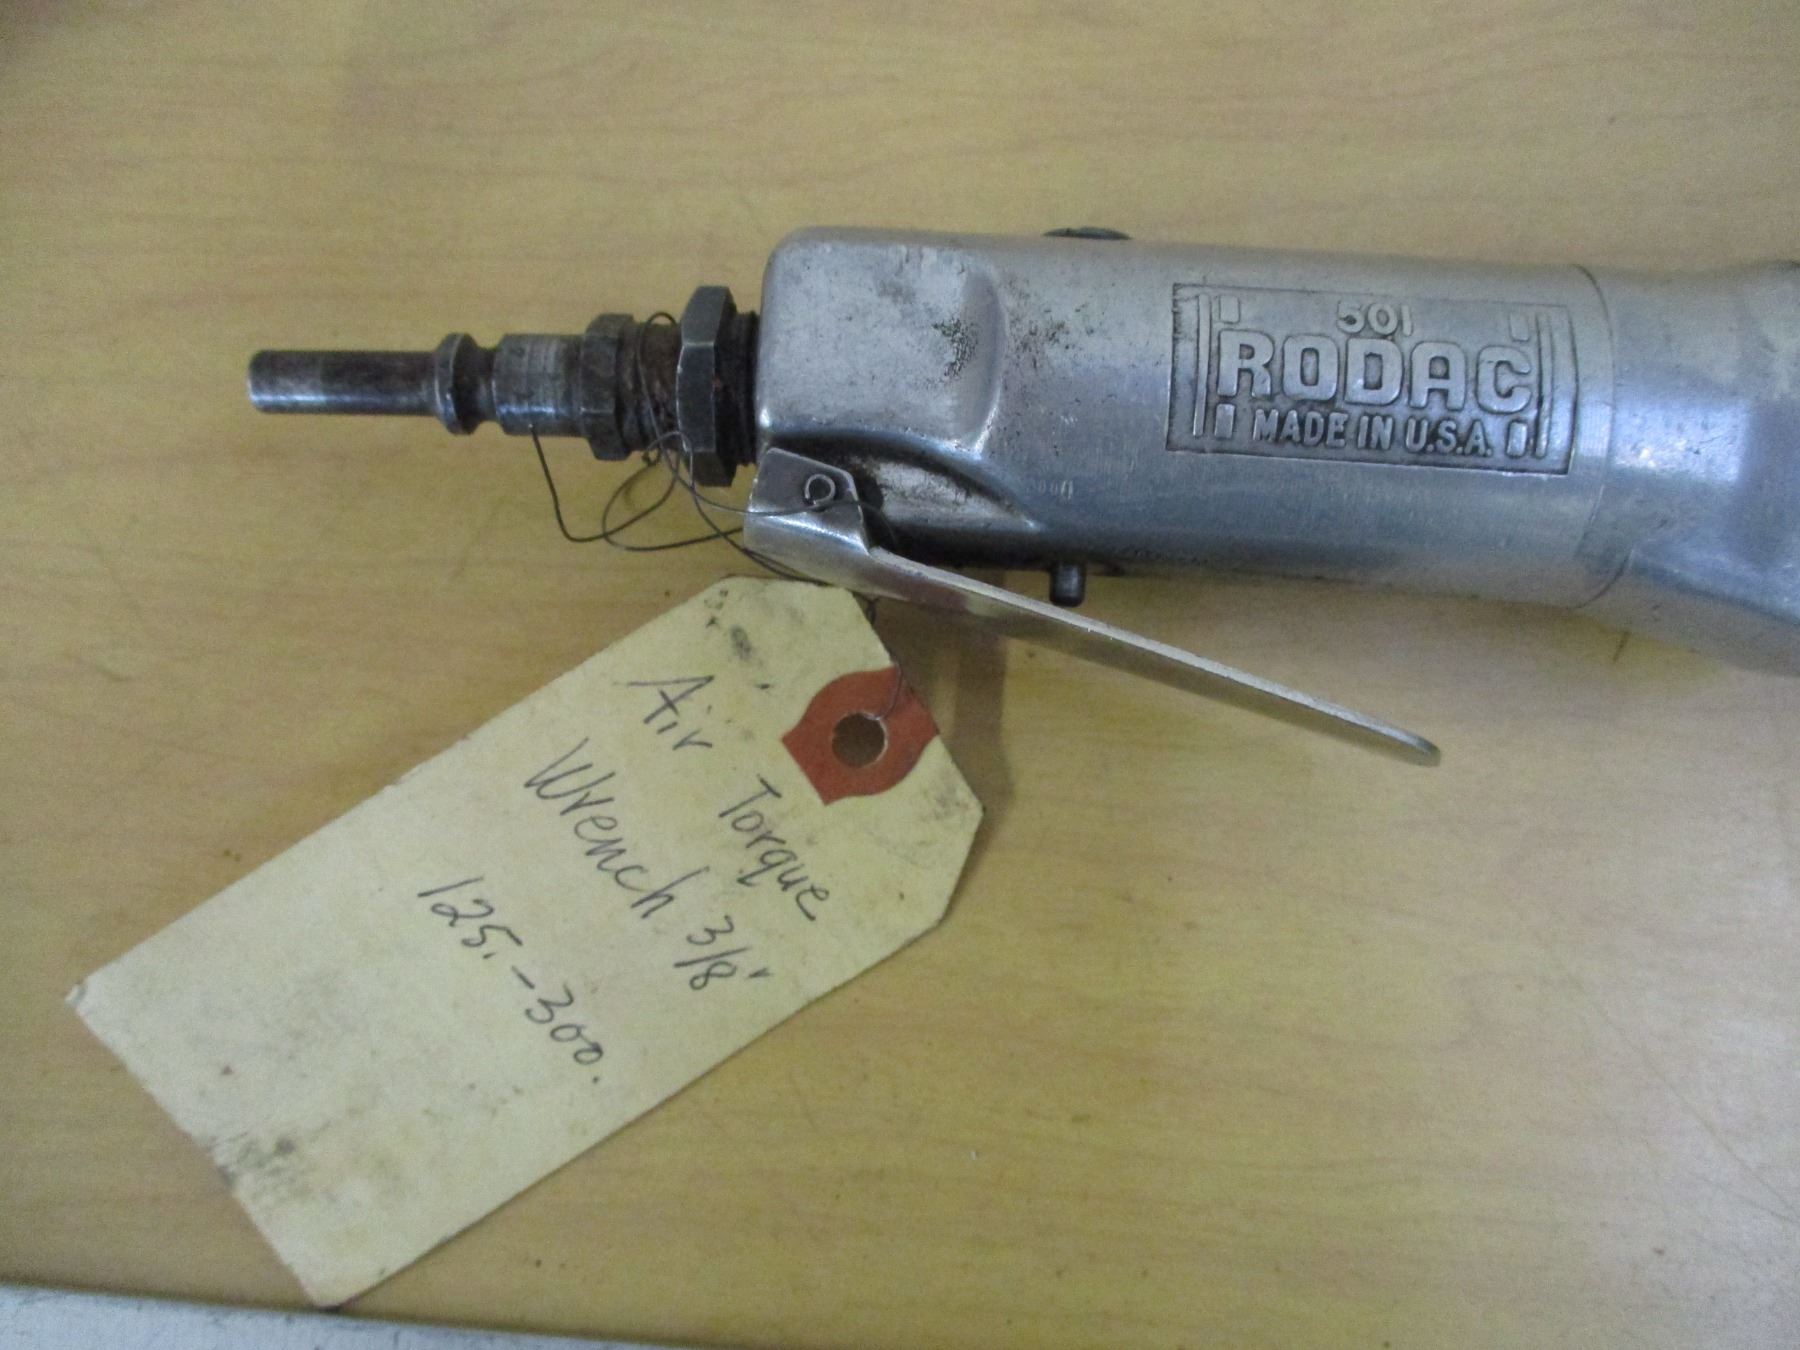 501
RODAC
MADE IN U.S.A.
Air Torque
Wrench 3/8"
125.-300.